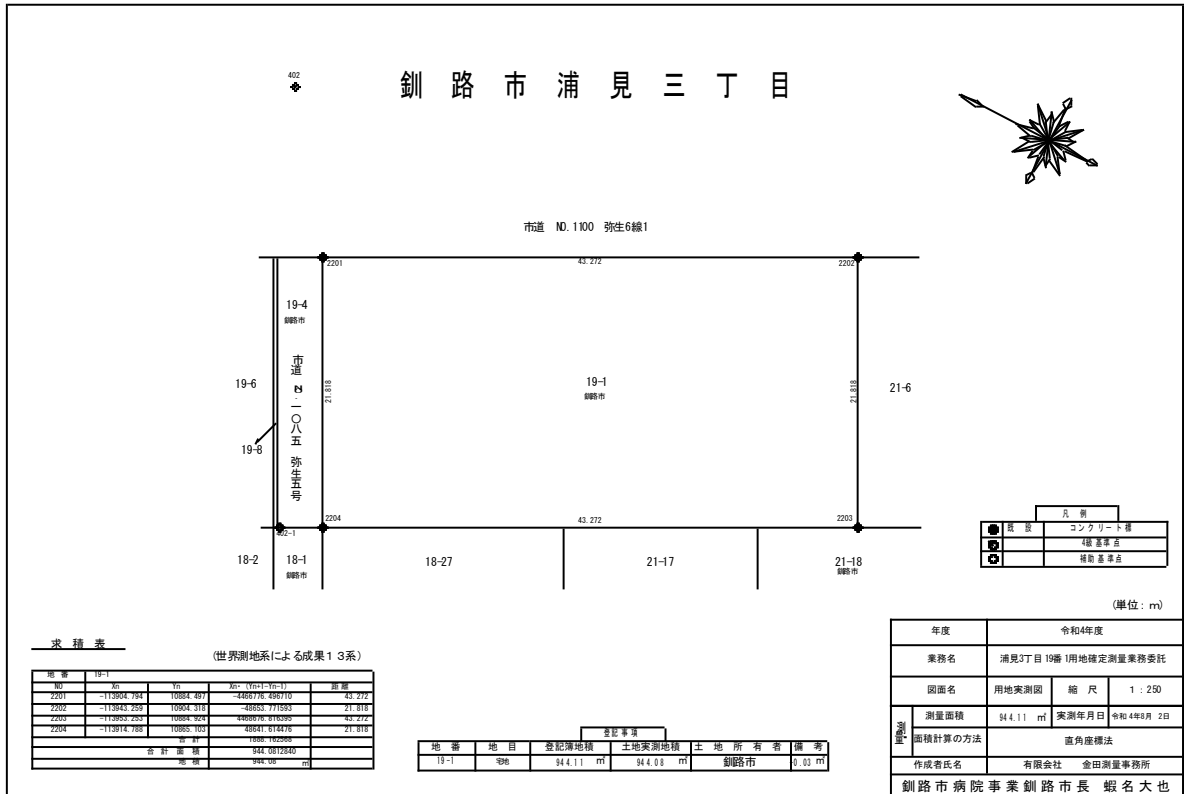 402
釧路市浦見三丁目
市道 NO.1100 弥生6線1
2201
43.272
2202
19-4
釧路市
市道 NO.一〇八五 弥生五号
19-6
19-8
21.818
19-1
釧路市
21.818
21-6
402-1
2204
43.272
2203
18-2
18-1
釧路市
18-27
21-17
21-18
釧路市
凡例
既設 コンクリート標
4級基準点
補助基準点
(単位:m)
求積表
(世界測地系による成果13系)
地番 19-1
NO Xn Yn Xn・(Yn+1-Yn-1) 距離
2201 -113904.794 10884.497 -4466776.496710 43.272
2202 -113943.259 10904.318 -48653.771593 21.818
2203 -113953.253 10884.924 4468676.816395 43.272
2204 -113914.788 10865.103 48641.614476 21.818
合計 1888.162568
合計面積 944.0812840
地積 944.08 ㎡
登記事項
地番 地目 登記簿地積 土地実測地積 土地所有者 備考
19-1 宅地 944.11 ㎡ 944.08 ㎡ 釧路市 -0.03 ㎡
年度 令和4年度
業務名 浦見3丁目19番1用地確定測量業務委託
図面名 用地実測図 縮尺 1:250
測量面積 944.11 ㎡ 実測年月日 令和4年8月2日
面積計算の方法 直角座標法
作成者氏名 有限会社 金田測量事務所
釧路市病院事業釧路市長 蝦名大也